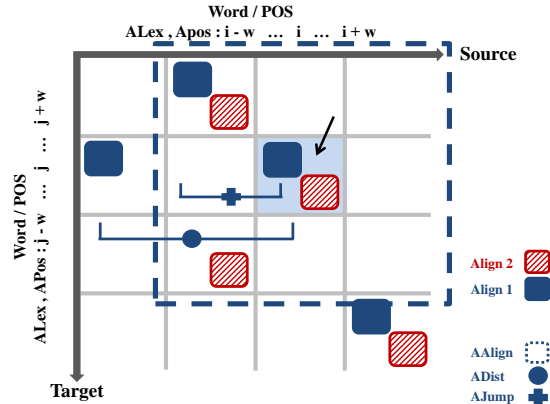 Word / POS
ALex , Apos : i - w ... i ... i + w
Source
Word / POS
ALex , APos : j - w ... j ... j + w
Target
Align 2
Align 1
AAlign
ADist
AJump